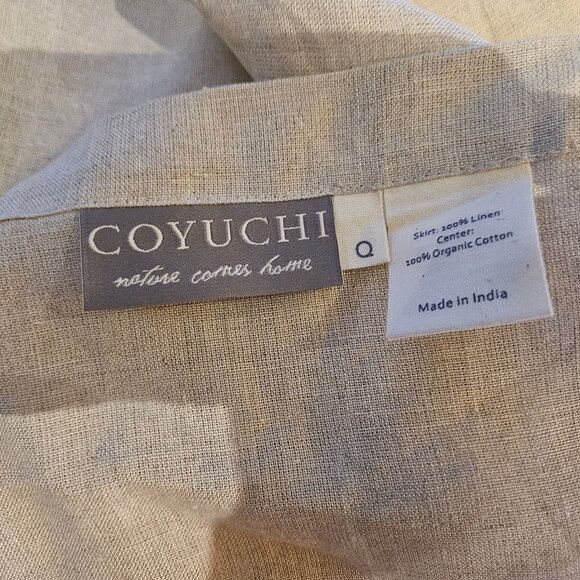 COYUCHI
nature comes home
Q
Skirt: 100% Linen
Center:
100% Organic Cotton
Made in India